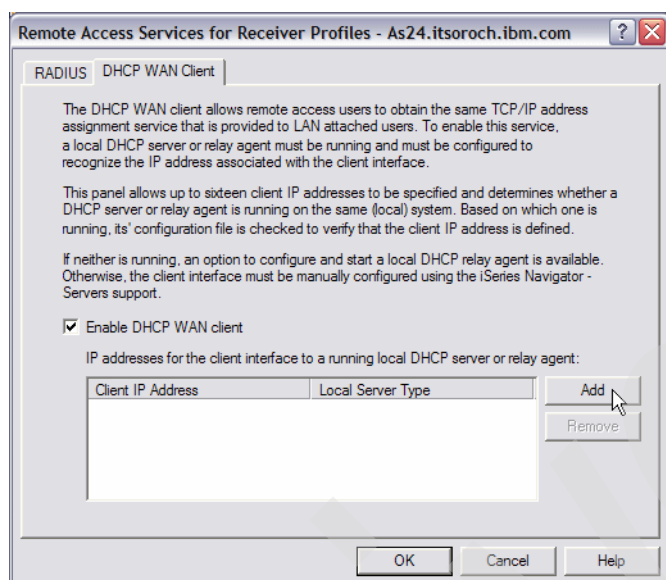 Remote Access Services for Receiver Profiles - As24.itsoroch.ibm.com
RADIUS DHCP WAN Client
The DHCP WAN client allows remote access users to obtain the same TCP/IP address
assignment service that is provided to LAN attached users. To enable this service,
a local DHCP server or relay agent must be running and must be configured to
recognize the IP address associated with the client interface.
This panel allows up to sixteen client IP addresses to be specified and determines whether a
DHCP server or relay agent is running on the same (local) system. Based on which one is
running, its' configuration file is checked to verify that the client IP address is defined.
If neither is running, an option to configure and start a local DHCP relay agent is available.
Otherwise, the client interface must be manually configured using the iSeries Navigator -
Servers support.
Enable DHCP WAN client
IP addresses for the client interface to a running local DHCP server or relay agent:
Client IP Address Local Server Type Add
Remove
OK Cancel Help